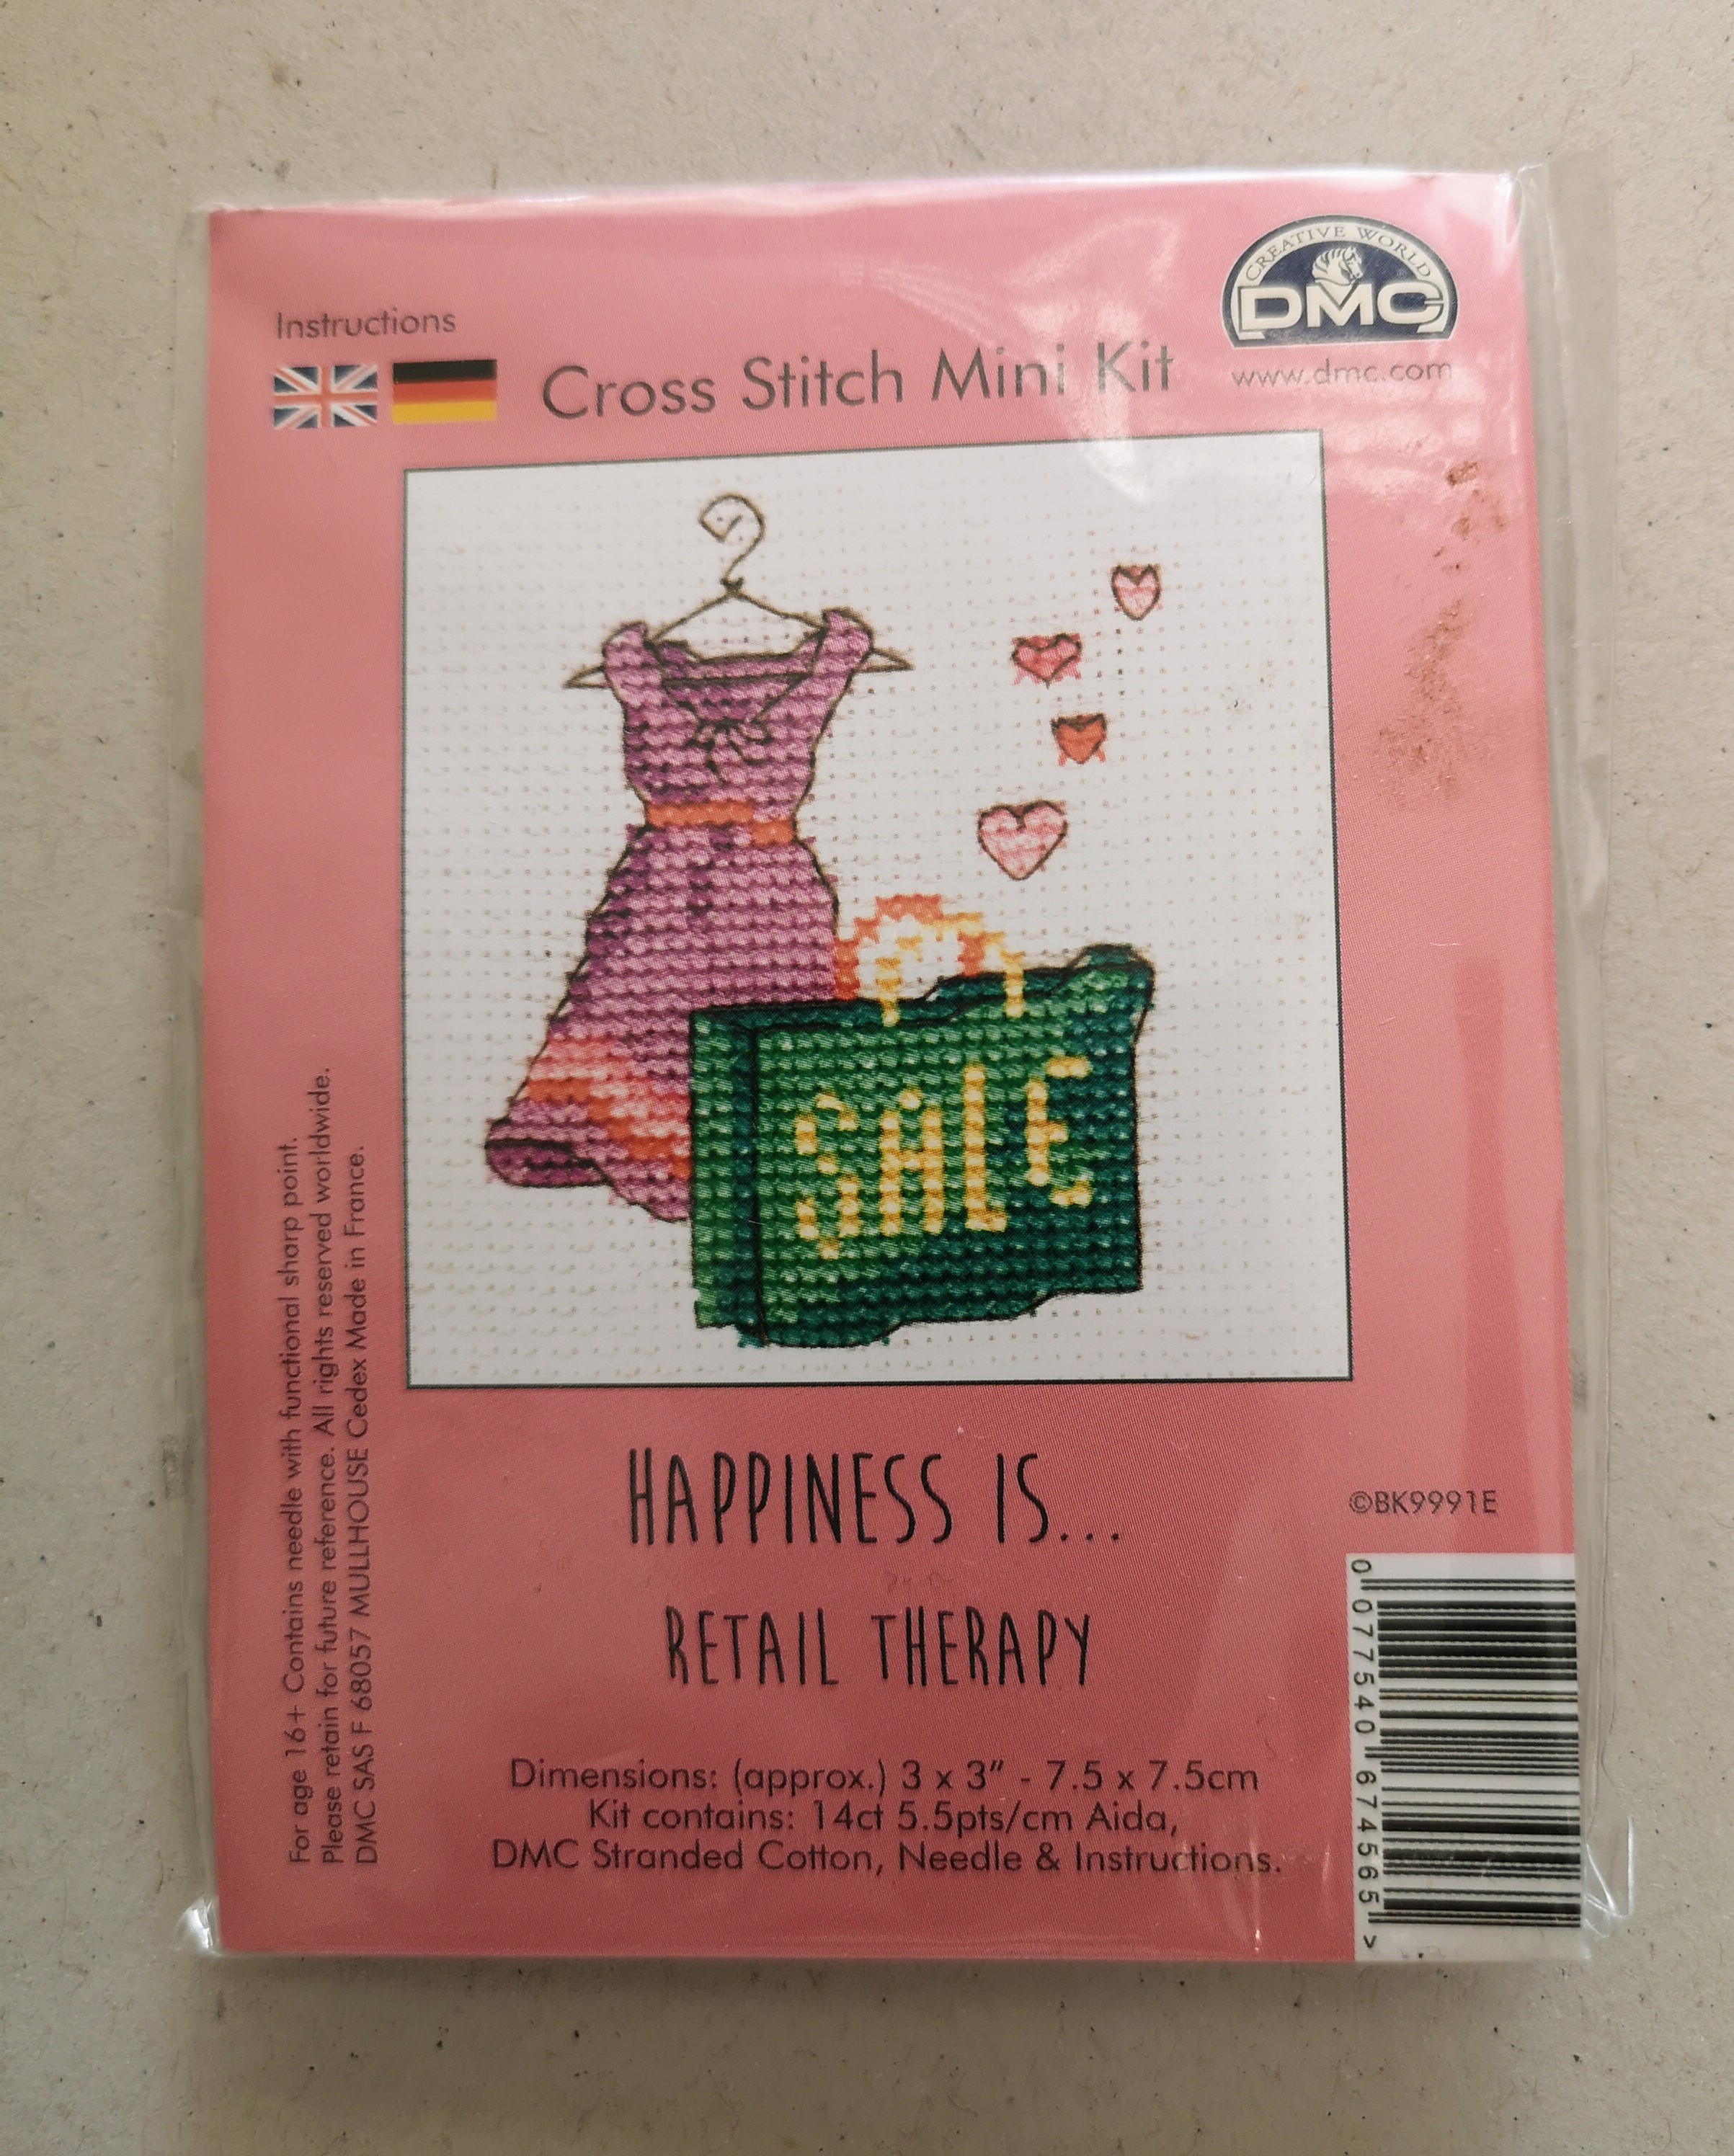 CREATIVE WORLD
DMC
www.dmc.com
Instructions
Cross Stitch Mini Kit
SALE
HAPPINESS IS...
RETAIL THERAPY
Dimensions: (approx.) 3 x 3" - 7.5 x 7.5cm
Kit contains: 14ct 5.5pts/cm Aida,
DMC Stranded Cotton, Needle & Instructions.
For age 16+ Contains needle with functional sharp point.
Please retain for future reference. All rights reserved worldwide.
DMC SAS F 68057 MULLHOUSE Cedex Made in France.
©BK9991E
0 077540 674565 >